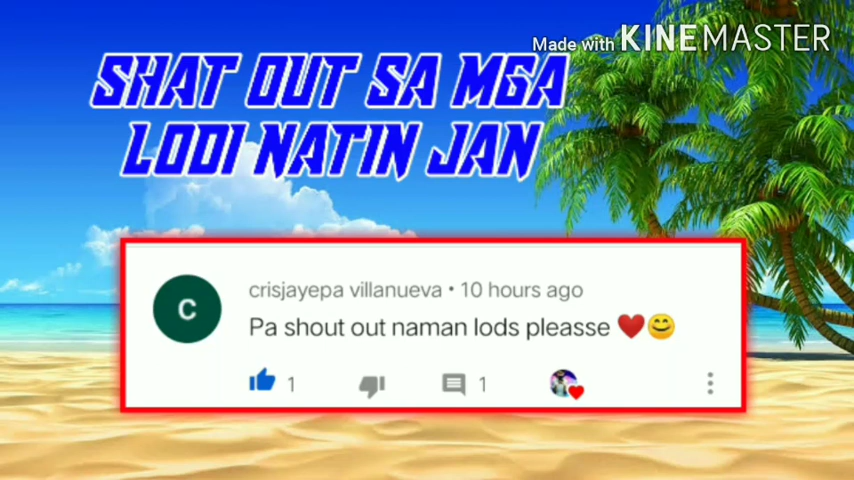 Made with KINEMASTER
SHAT OUT SA MGA
LODI NATIN JAN
C
crisjayepa villanueva • 10 hours ago
Pa shout out naman lods pleasse ❤️😊
1 1